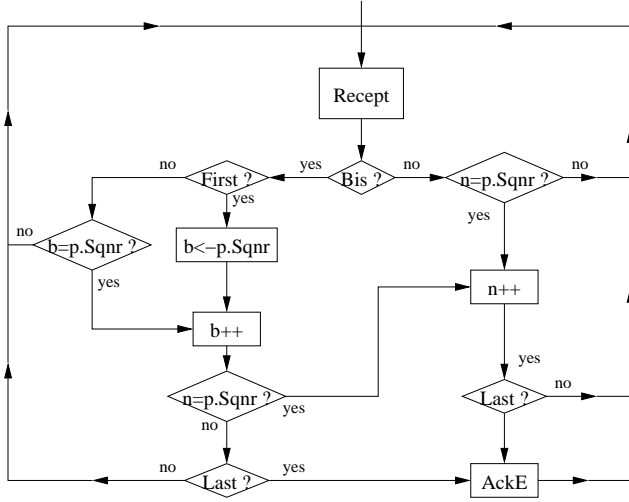 Recept
no
First ?
yes
Bis ?
no
n=p.Sqnr ?
no
yes
yes
no
b=p.Sqnr ?
b<−p.Sqnr
yes
n++
b++
yes
n=p.Sqnr ?
yes
Last ?
no
no
no
Last ?
yes
AckE